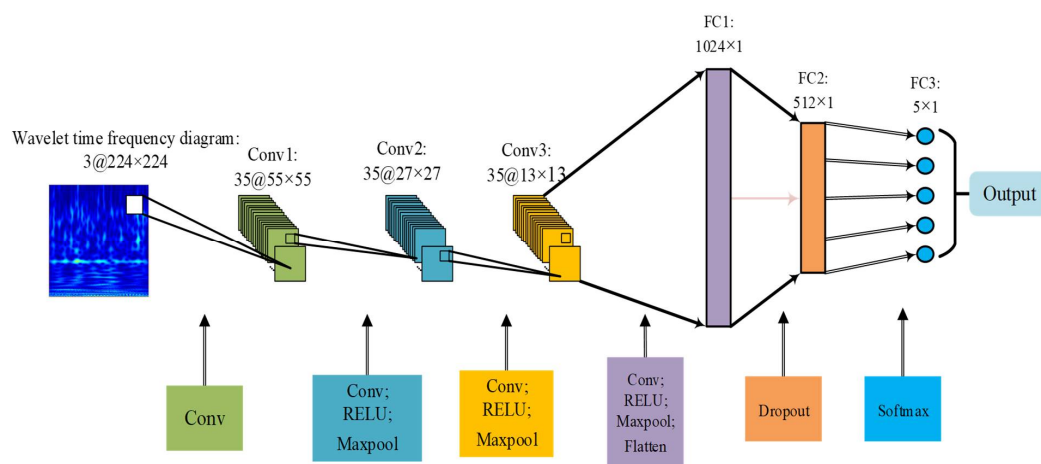 FC1:
1024×1
FC2:
512×1
FC3:
5×1
Wavelet time frequency diagram:
3@224×224
Conv1:
35@55×55
Conv2:
35@27×27
Conv3:
35@13×13
Output
Conv
Conv;
RELU;
Maxpool
Conv;
RELU;
Maxpool
Conv;
RELU;
Maxpool;
Flatten
Dropout
Softmax